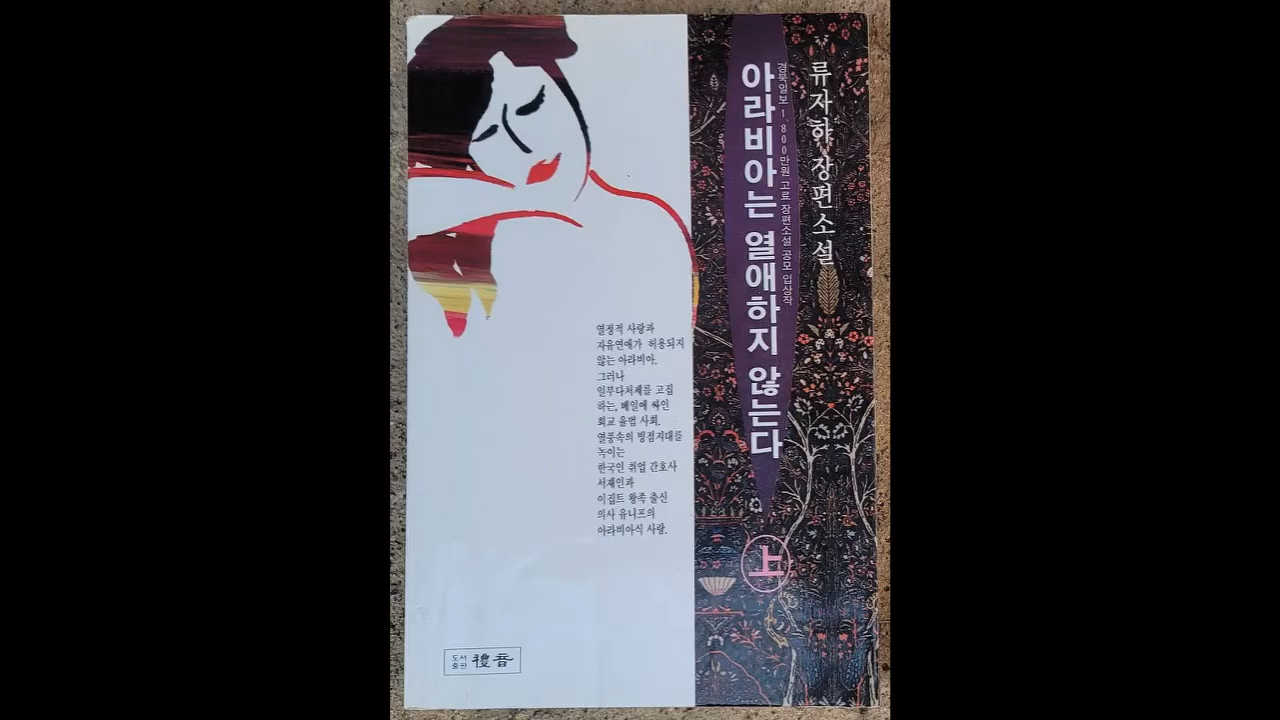 류자하 장편소설
경북일보 1,800만원 고료 장편소설 공모 입상작
아라비아는 열애하지 않는다
上
열정적 사랑과
자유연애가 허용되지
않는 아라비아.
그러나
일부다처제를 고집
하는, 베일에 싸인
회교 율법 사회.
열풍속의 빙점지대를
녹이는
한국인 취업 간호사
서재인과
이집트 왕족 출신
의사 유니프의
아라비아식 사랑.
도서
출판
禮音